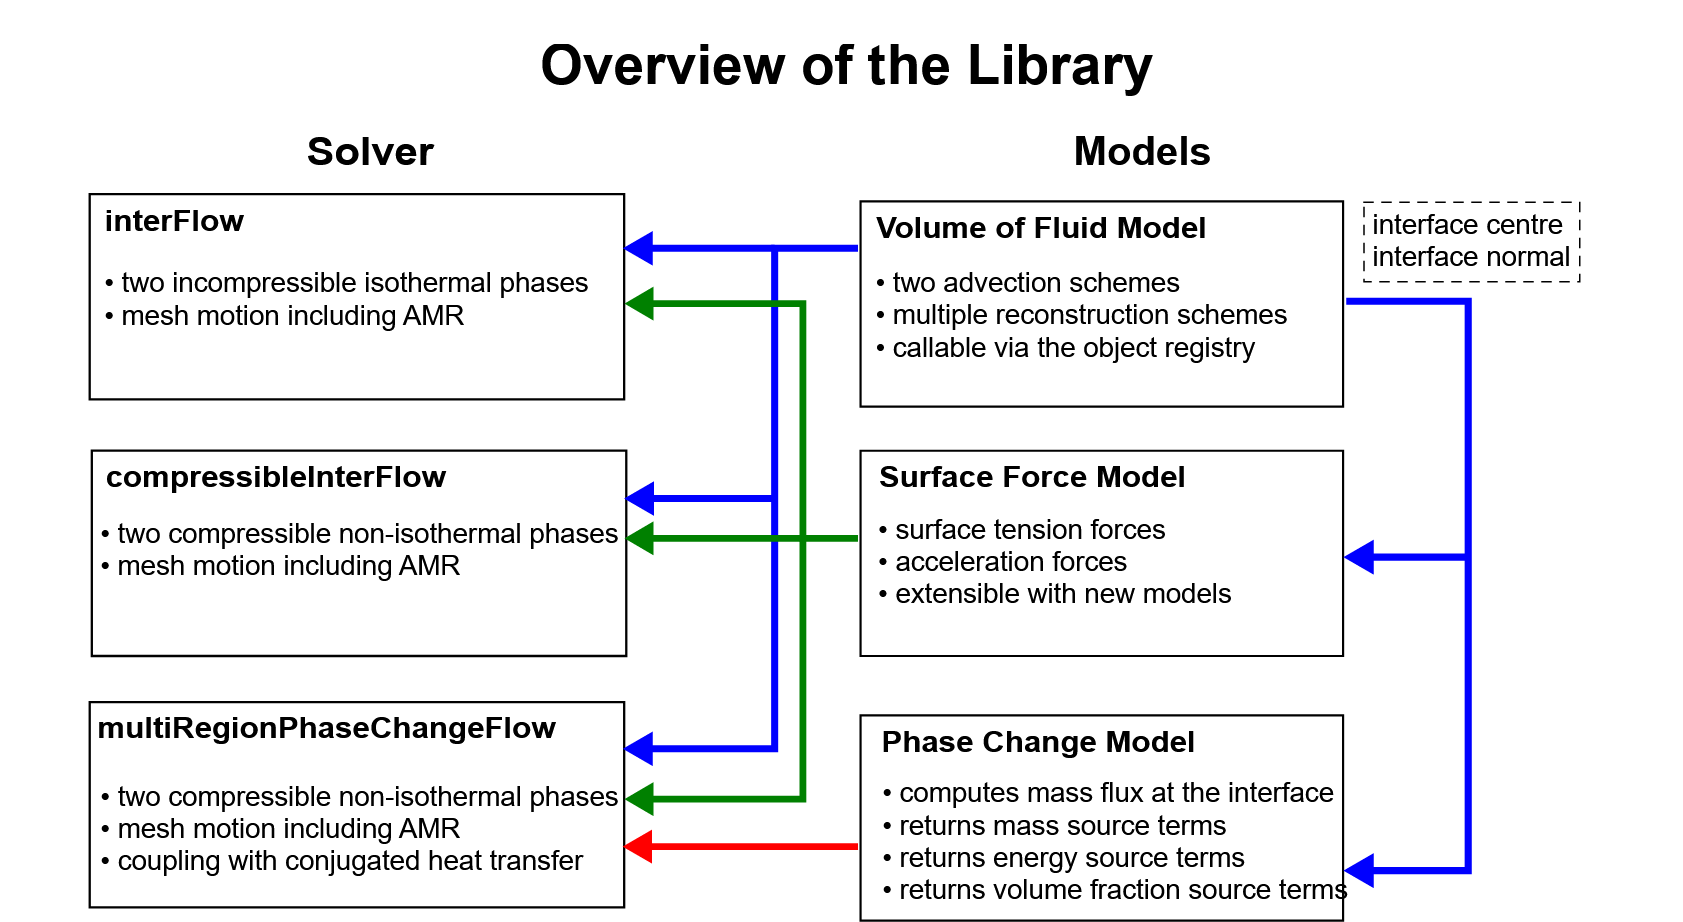 Overview of the Library
Solver
Models
interFlow
• two incompressible isothermal phases
• mesh motion including AMR
Volume of Fluid Model
• two advection schemes
• multiple reconstruction schemes
• callable via the object registry
interface centre
interface normal
compressibleInterFlow
• two compressible non-isothermal phases
• mesh motion including AMR
Surface Force Model
• surface tension forces
• acceleration forces
• extensible with new models
multiRegionPhaseChangeFlow
• two compressible non-isothermal phases
• mesh motion including AMR
• coupling with conjugated heat transfer
Phase Change Model
• computes mass flux at the interface
• returns mass source terms
• returns energy source terms
• returns volume fraction source terms